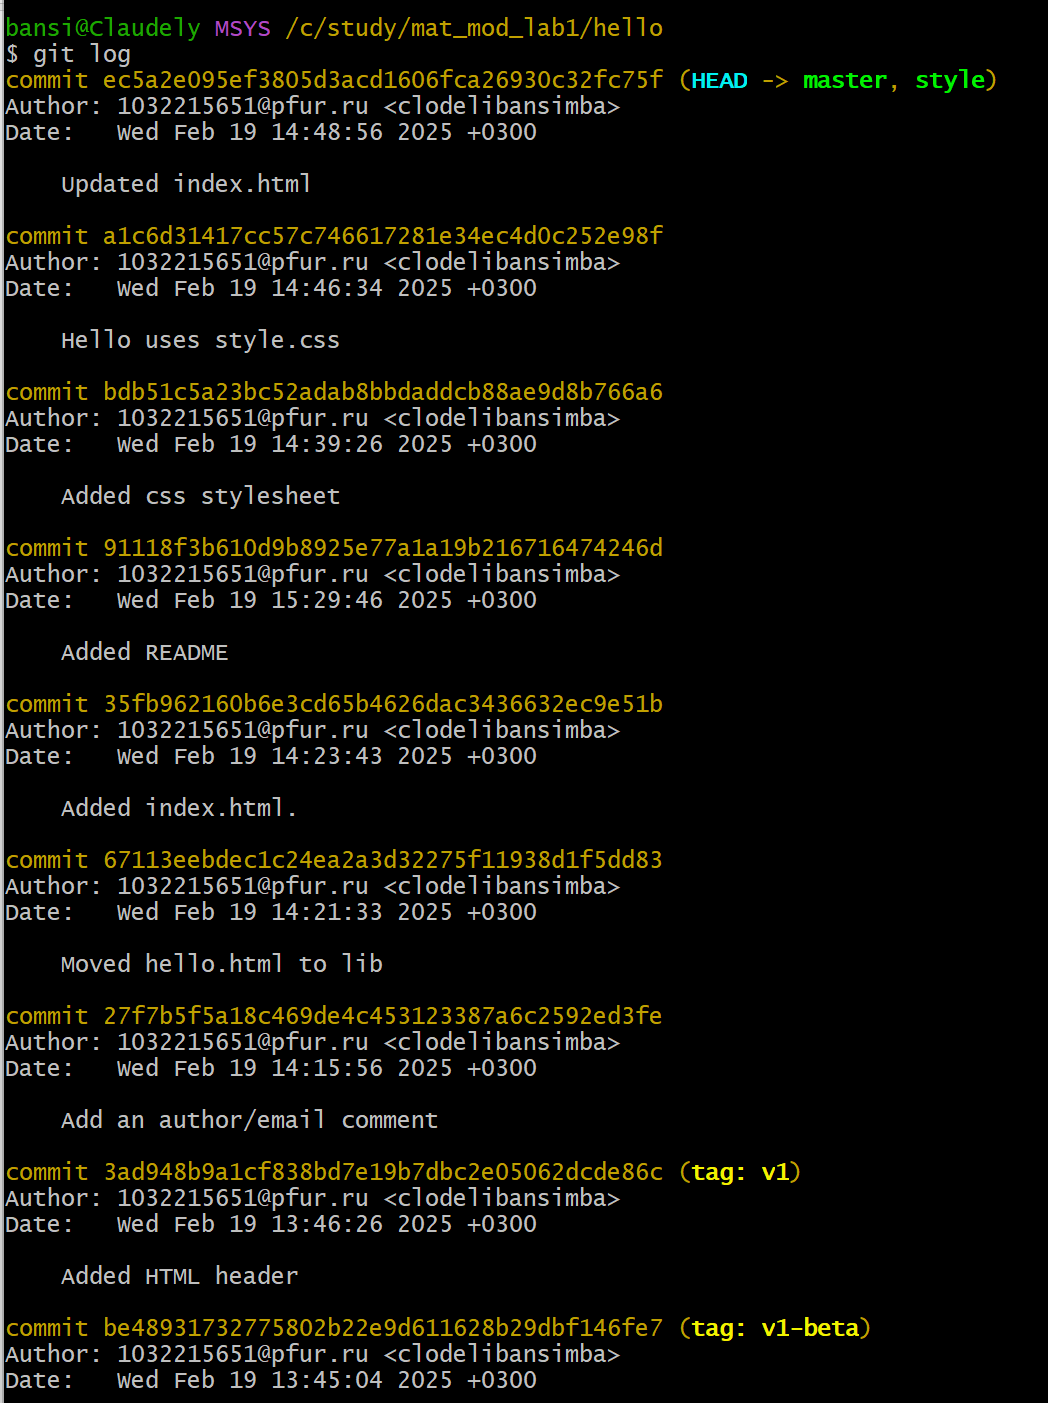 bansi@Claudely MSYS /c/study/mat_mod_lab1/hello
$ git log
commit ec5a2e095ef3805d3acd1606fca26930c32fc75f (HEAD -> master, style)
Author: 1032215651@pfur.ru <clodelibansimba>
Date:   Wed Feb 19 14:48:56 2025 +0300
    Updated index.html
commit a1c6d31417cc57c746617281e34ec4d0c252e98f
Author: 1032215651@pfur.ru <clodelibansimba>
Date:   Wed Feb 19 14:46:34 2025 +0300
    Hello uses style.css
commit bdb51c5a23bc52adab8bbdaddcb88ae9d8b766a6
Author: 1032215651@pfur.ru <clodelibansimba>
Date:   Wed Feb 19 14:39:26 2025 +0300
    Added css stylesheet
commit 91118f3b610d9b8925e77a1a19b216716474246d
Author: 1032215651@pfur.ru <clodelibansimba>
Date:   Wed Feb 19 15:29:46 2025 +0300
    Added README
commit 35fb962160b6e3cd65b4626dac3436632ec9e51b
Author: 1032215651@pfur.ru <clodelibansimba>
Date:   Wed Feb 19 14:23:43 2025 +0300
    Added index.html.
commit 67113eebdec1c24ea2a3d32275f11938d1f5dd83
Author: 1032215651@pfur.ru <clodelibansimba>
Date:   Wed Feb 19 14:21:33 2025 +0300
    Moved hello.html to lib
commit 27f7b5f5a18c469de4c453123387a6c2592ed3fe
Author: 1032215651@pfur.ru <clodelibansimba>
Date:   Wed Feb 19 14:15:56 2025 +0300
    Add an author/email comment
commit 3ad948b9a1cf838bd7e19b7dbc2e05062dcde86c (tag: v1)
Author: 1032215651@pfur.ru <clodelibansimba>
Date:   Wed Feb 19 13:46:26 2025 +0300
    Added HTML header
commit be48931732775802b22e9d611628b29dbf146fe7 (tag: v1-beta)
Author: 1032215651@pfur.ru <clodelibansimba>
Date:   Wed Feb 19 13:45:04 2025 +0300